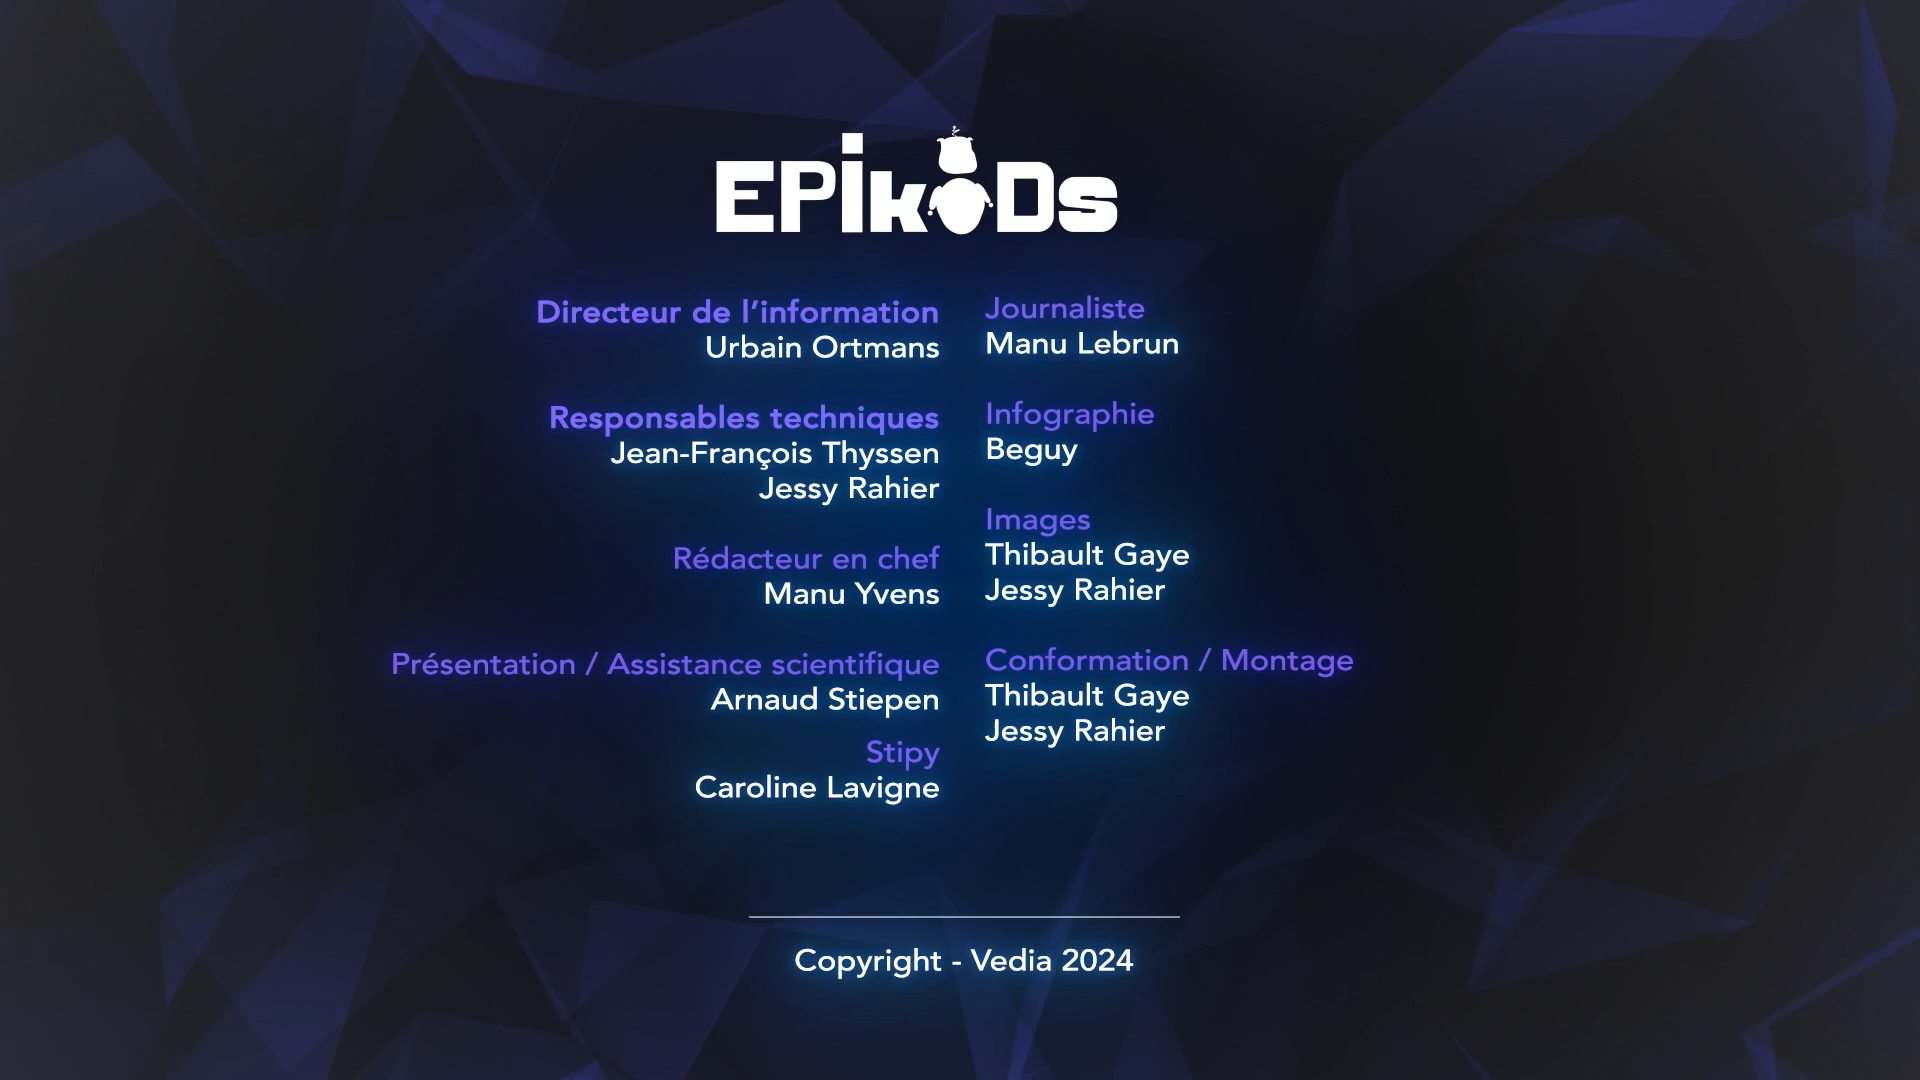 EPikoDs
Directeur de l’information
Urbain Ortmans
Responsables techniques
Jean-François Thyssen
Jessy Rahier
Rédacteur en chef
Manu Yvens
Présentation / Assistance scientifique
Arnaud Stiepen
Stipy
Caroline Lavigne
Journaliste
Manu Lebrun
Infographie
Beguy
Images
Thibault Gaye
Jessy Rahier
Conformation / Montage
Thibault Gaye
Jessy Rahier
Copyright - Vedia 2024